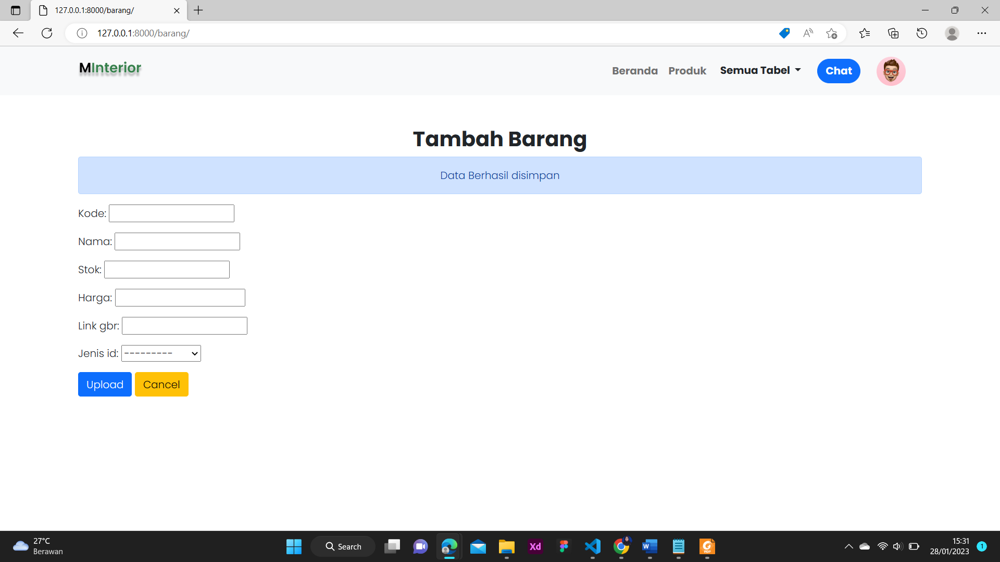 127.0.0.1:8000/barang/
127.0.0.1:8000/barang/
MInterior
Beranda
Produk
Semua Tabel
Chat
Tambah Barang
Data Berhasil disimpan
Kode:
Nama:
Stok:
Harga:
Link gbr:
Jenis id: ---------
Upload
Cancel
27°C
Berawan
Search
Xd
W
PDF
15:31
28/01/2023
1